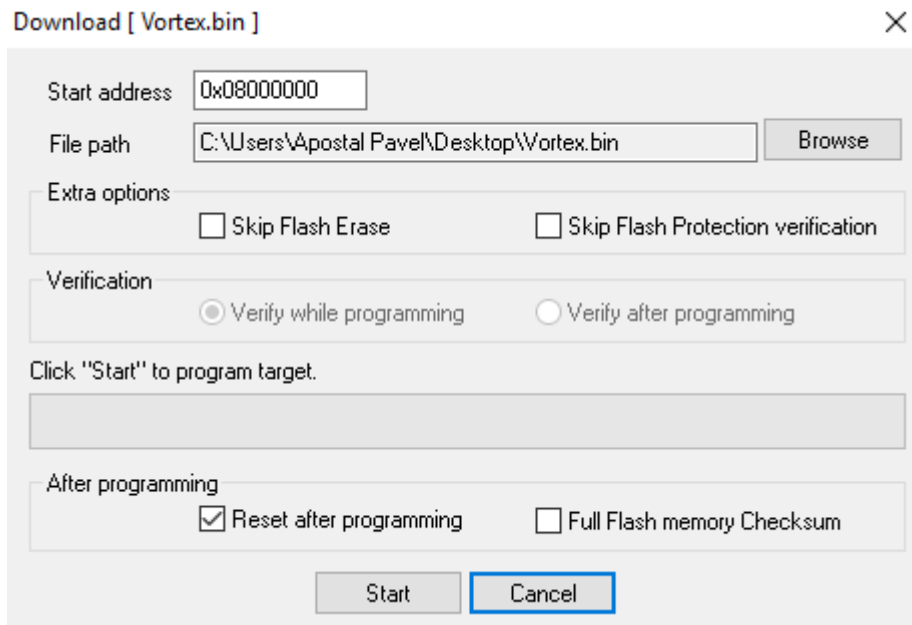 Download [ Vortex.bin ]
Start address 0x08000000
File path C:\Users\Apostal Pavel\Desktop\Vortex.bin Browse
Extra options
Skip Flash Erase Skip Flash Protection verification
Verification
Verify while programming Verify after programming
Click "Start" to program target.
After programming
Reset after programming Full Flash memory Checksum
Start Cancel